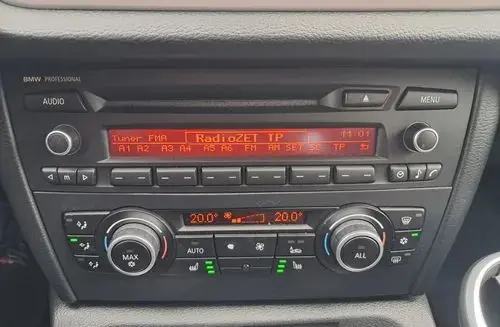 BMW PROFESSIONAL
AUDIO
MENU
Tuner FMA RadioZET TP 11:01
A1 A2 A3 A4 A5 A6 FM AM SET SC TP
m
20.0° 20.0°
AUTO
MAX
ALL